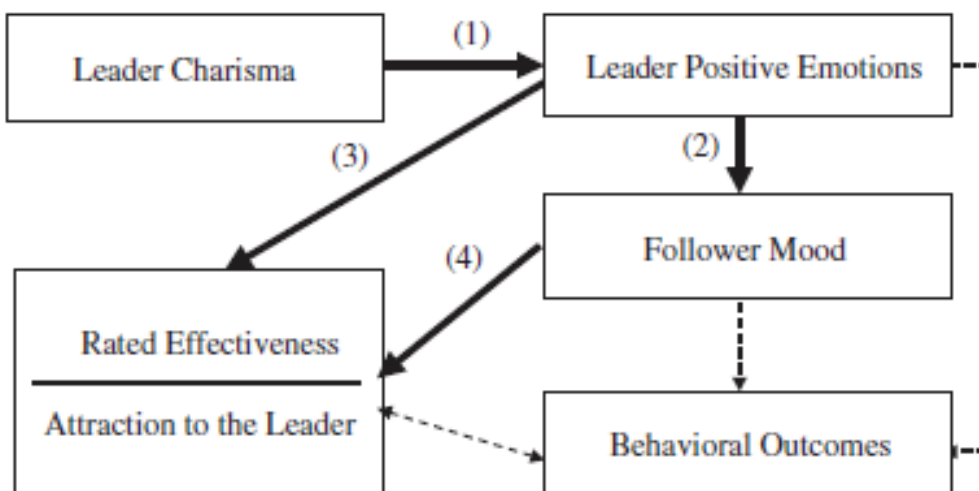 (1)
Leader Charisma
Leader Positive Emotions
(3)
(2)
Follower Mood
(4)
Rated Effectiveness
Attraction to the Leader
Behavioral Outcomes